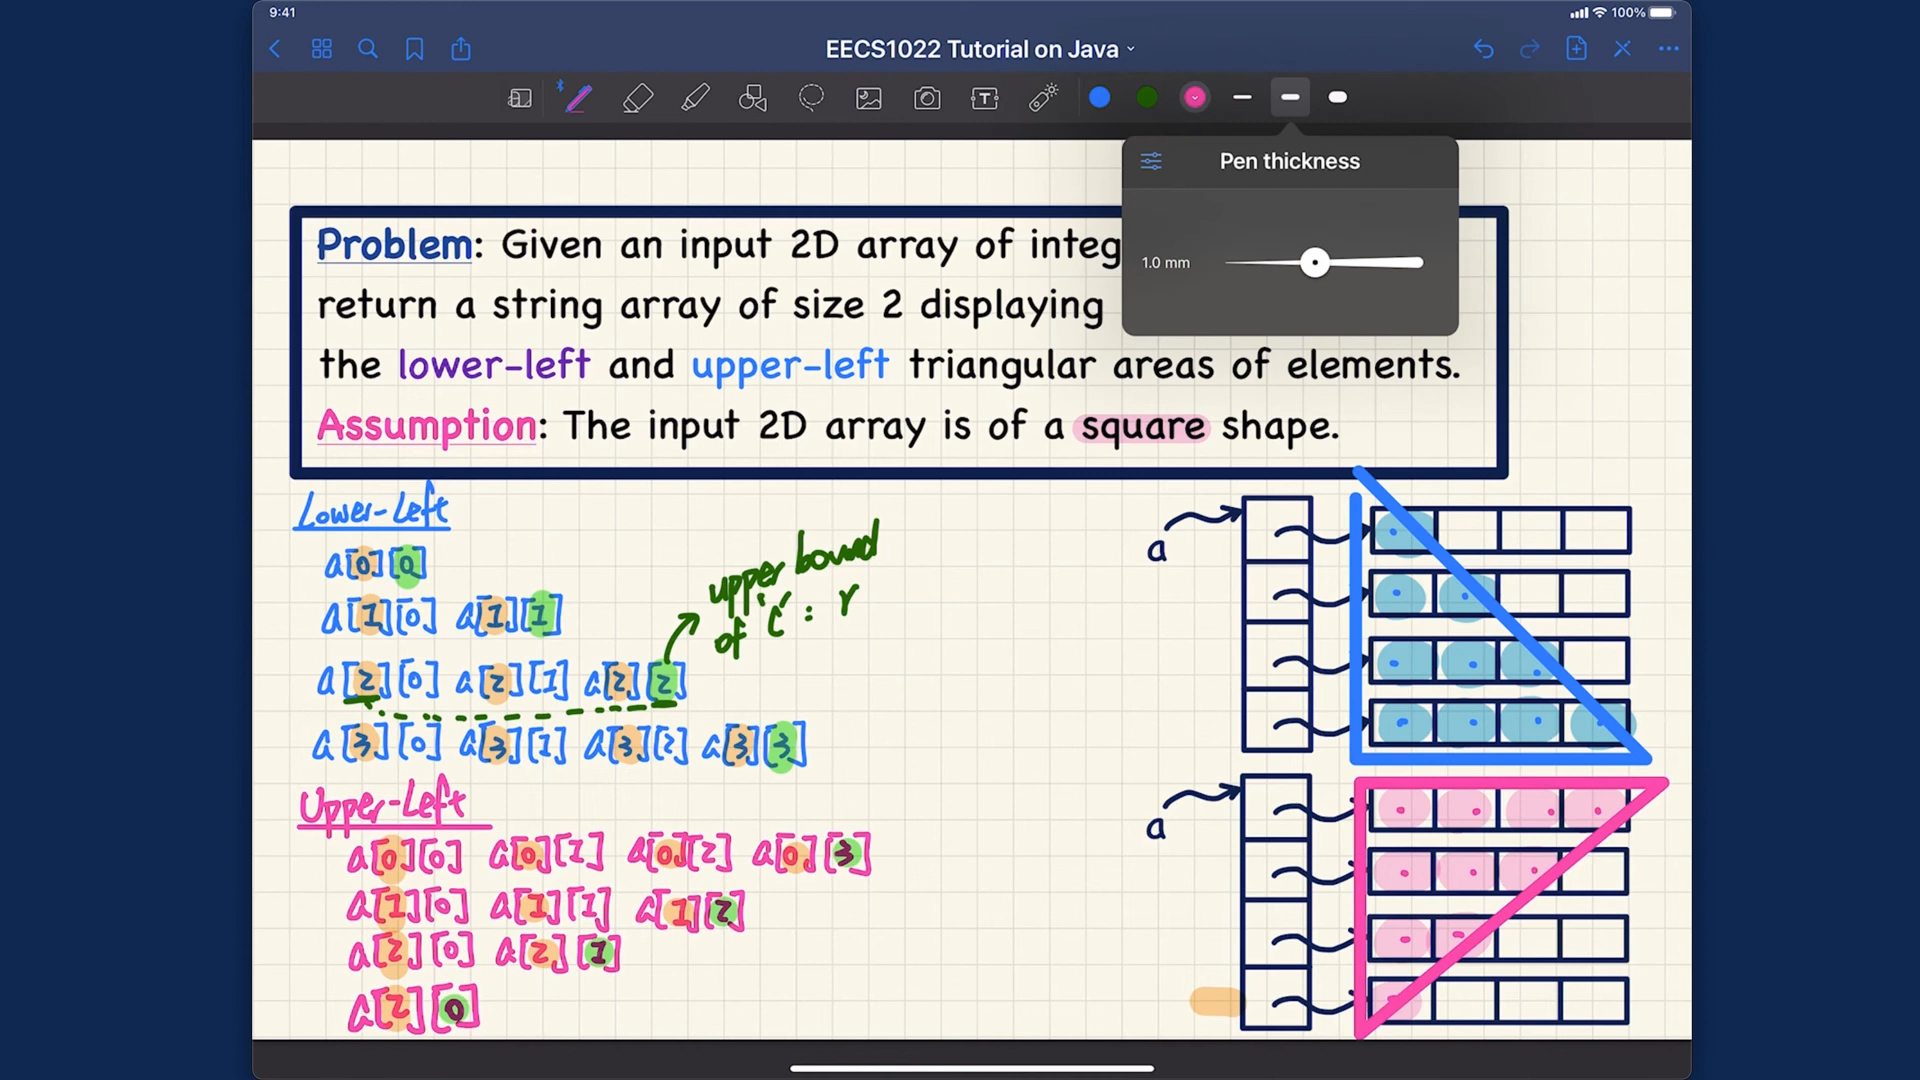 9:41
100%
EECS1022 Tutorial on Java
T
Pen thickness
1.0 mm
Problem: Given an input 2D array of integ
return a string array of size 2 displaying
the lower-left and upper-left triangular areas of elements.
Assumption: The input 2D array is of a square shape.
Lower-Left
a[0][0]
a[1][0] a[1][1]
a[2][0] a[2][1] a[2][2]
a[3][0] a[3][1] a[3][2] a[3][3]
upper bound
of 'c' : r
Upper-Left
a[0][0] a[0][1] a[0][2] a[0][3]
a[1][0] a[1][1] a[1][2]
a[2][0] a[2][1]
a[2][0]
a
a